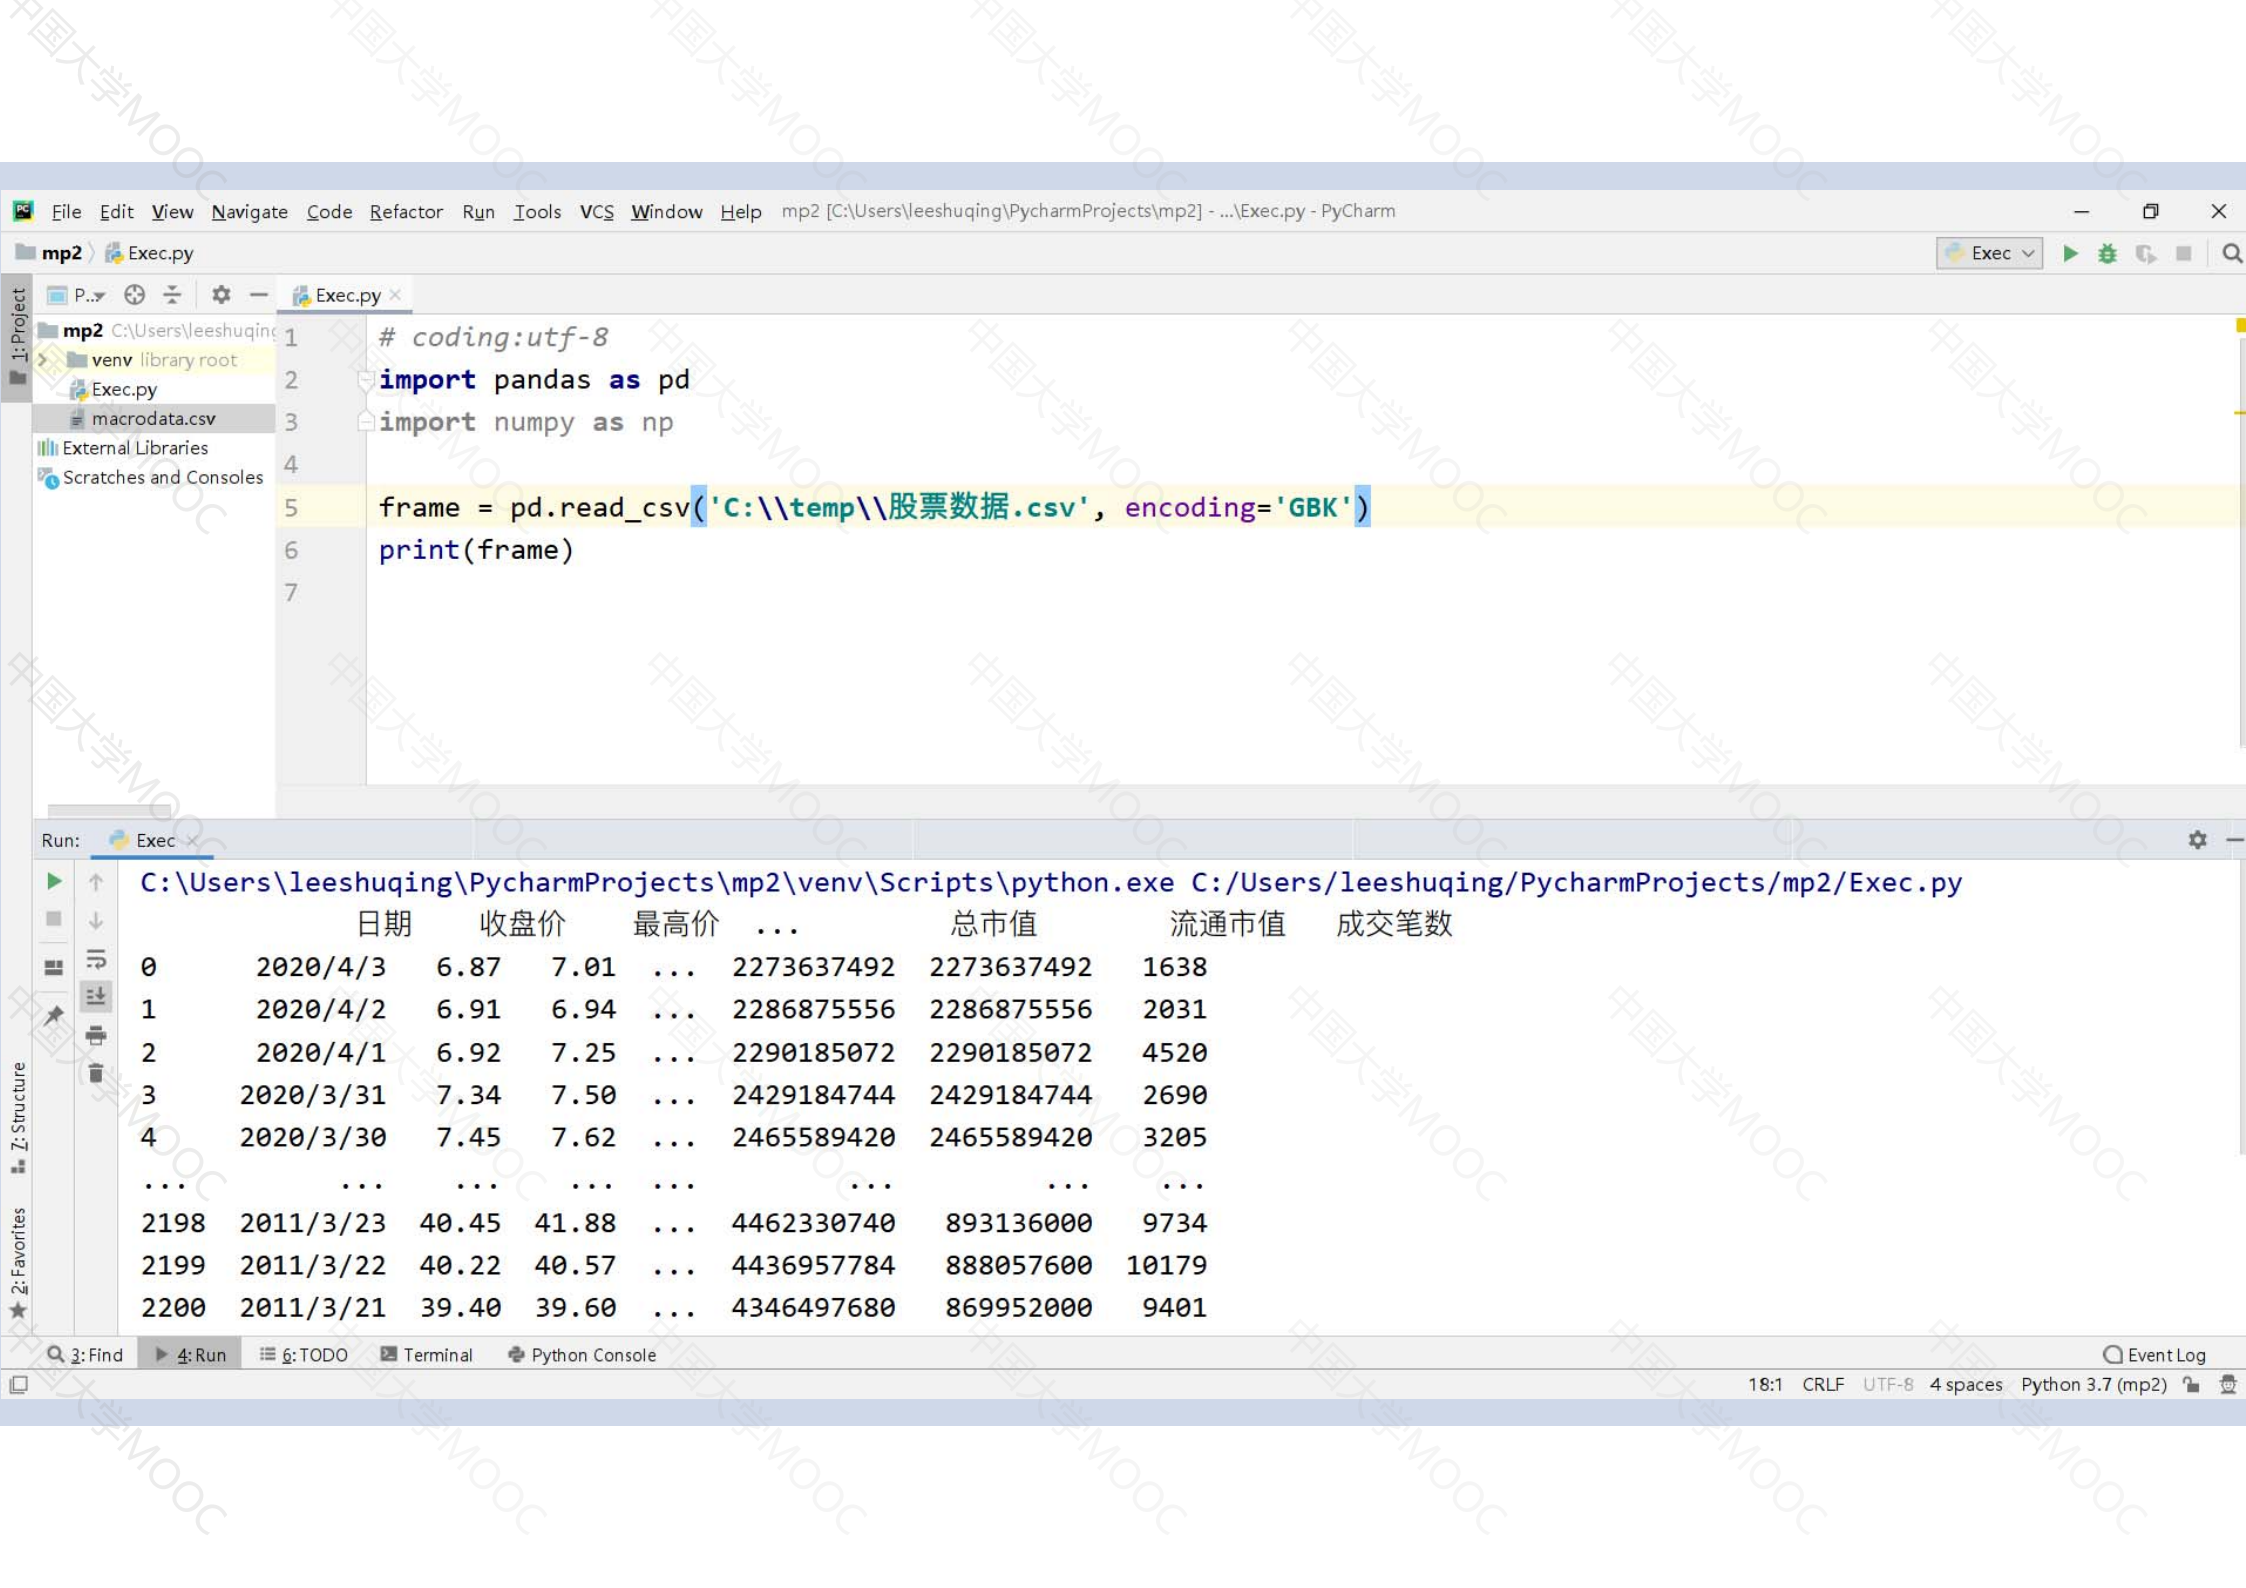 File Edit View Navigate Code Refactor Run Tools VCS Window Help mp2 [C:\Users\leeshuqing\PycharmProjects\mp2] - ...\Exec.py - PyCharm
mp2 Exec.py
Exec
1: Project
P..
Exec.py
mp2 C:\Users\leeshuqing
venv library root
Exec.py
macrodata.csv
External Libraries
Scratches and Consoles
1 # coding:utf-8
2 import pandas as pd
3 import numpy as np
4
5 frame = pd.read_csv('C:\\temp\\股票数据.csv', encoding='GBK')
6 print(frame)
7
Run: Exec
C:\Users\leeshuqing\PycharmProjects\mp2\venv\Scripts\python.exe C:/Users/leeshuqing/PycharmProjects/mp2/Exec.py
日期 收盘价 最高价 ... 总市值 流通市值 成交笔数
0 2020/4/3 6.87 7.01 ... 2273637492 2273637492 1638
1 2020/4/2 6.91 6.94 ... 2286875556 2286875556 2031
2 2020/4/1 6.92 7.25 ... 2290185072 2290185072 4520
3 2020/3/31 7.34 7.50 ... 2429184744 2429184744 2690
4 2020/3/30 7.45 7.62 ... 2465589420 2465589420 3205
... ... ... ... ... ... ... ...
2198 2011/3/23 40.45 41.88 ... 4462330740 893136000 9734
2199 2011/3/22 40.22 40.57 ... 4436957784 888057600 10179
2200 2011/3/21 39.40 39.60 ... 4346497680 869952000 9401
Z: Structure
2: Favorites
3: Find 4: Run 6: TODO Terminal Python Console Event Log
18:1 CRLF UTF-8 4 spaces Python 3.7 (mp2)
中国大学MOOC